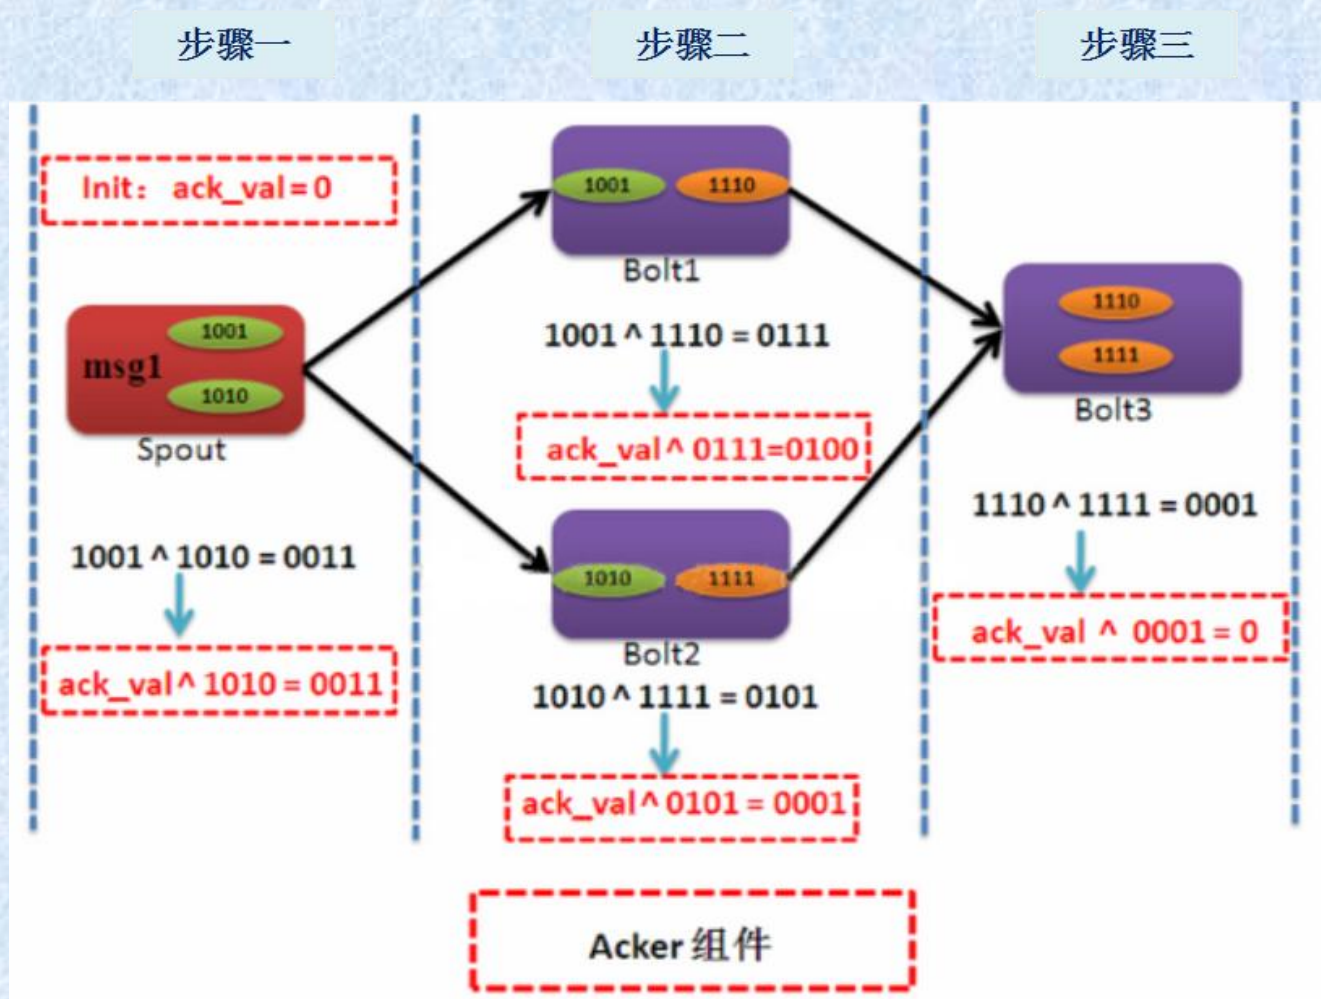 步骤一
步骤二
步骤三
Init： ack_val = 0
msg1
1001
1010
Spout
1001 ^ 1010 = 0011
ack_val ^ 1010 = 0011
1001
1110
Bolt1
1001 ^ 1110 = 0111
ack_val ^ 0111=0100
1010
1111
Bolt2
1010 ^ 1111 = 0101
ack_val ^ 0101 = 0001
1110
1111
Bolt3
1110 ^ 1111 = 0001
ack_val ^ 0001 = 0
Acker 组件